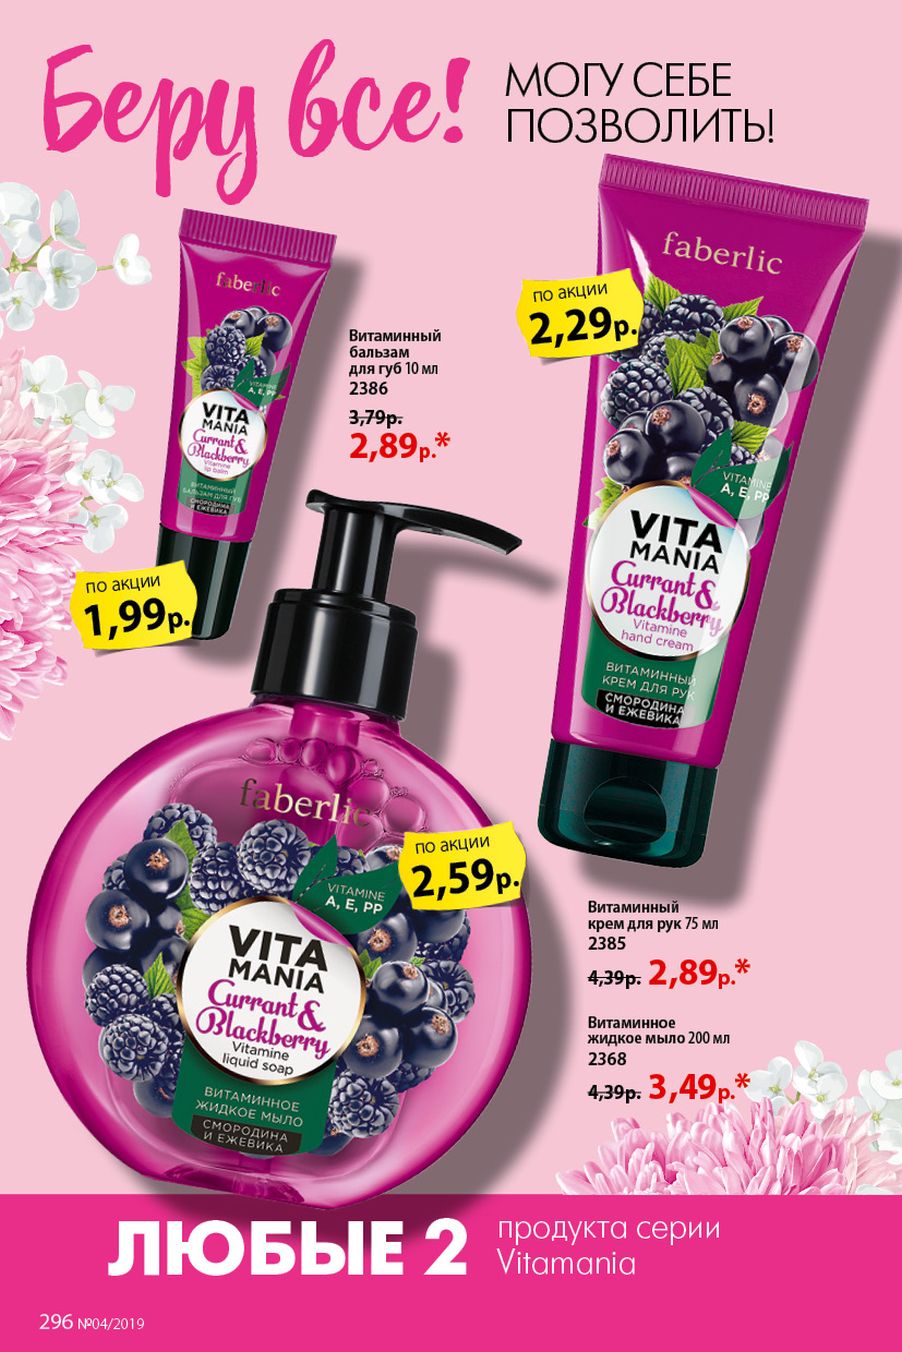 Беру все!
МОГУ СЕБЕ
ПОЗВОЛИТЬ!
faberlic
VITAMINE
A, E, PP
VITA
MANIA
Currant &
Blackberry
Vitamine
lip balm
ВИТАМИННЫЙ
БАЛЬЗАМ ДЛЯ ГУБ
СМОРОДИНА
И ЕЖЕВИКА
по акции
1,99р.
Витаминный
бальзам
для губ 10 мл
2386
3,79р.
2,89р.*
faberlic
по акции
2,29р.
VITAMINE
A, E, PP
VITA
MANIA
Currant &
Blackberry
Vitamine
hand cream
ВИТАМИННЫЙ
КРЕМ ДЛЯ РУК
СМОРОДИНА
И ЕЖЕВИКА
faberlic
по акции
2,59р.
VITAMINE
A, E, PP
VITA
MANIA
Currant &
Blackberry
Vitamine
liquid soap
ВИТАМИННОЕ
ЖИДКОЕ МЫЛО
СМОРОДИНА
И ЕЖЕВИКА
Витаминный
крем для рук 75 мл
2385
4,39р. 2,89р.*
Витаминное
жидкое мыло 200 мл
2368
4,39р. 3,49р.*
ЛЮБЫЕ 2
продукта серии
Vitamania
296 №04/2019